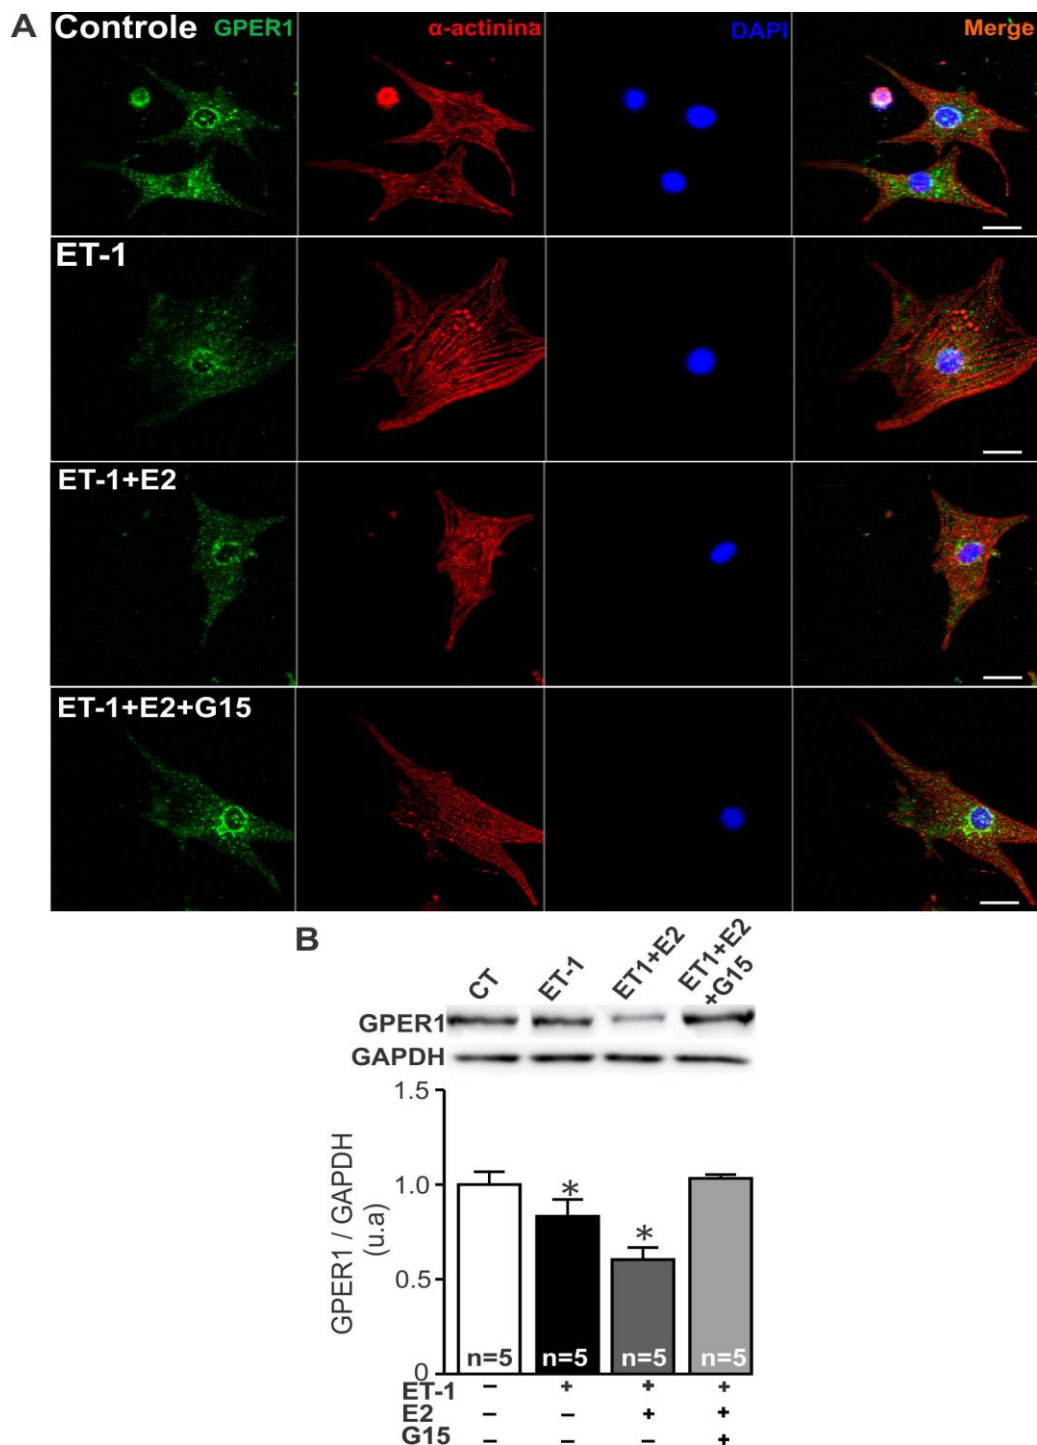 A
Controle GPER1 α-actinina DAPI Merge
ET-1
ET-1+E2
ET-1+E2+G15
B
CT ET-1 ET1+E2 ET1+E2
+G15
GPER1
GAPDH
GPER1 / GAPDH
(u.a)
1.5
1.0
0.5
0
* *
n=5 n=5 n=5 n=5
ET-1 – + + +
E2 – – + +
G15 – – – +